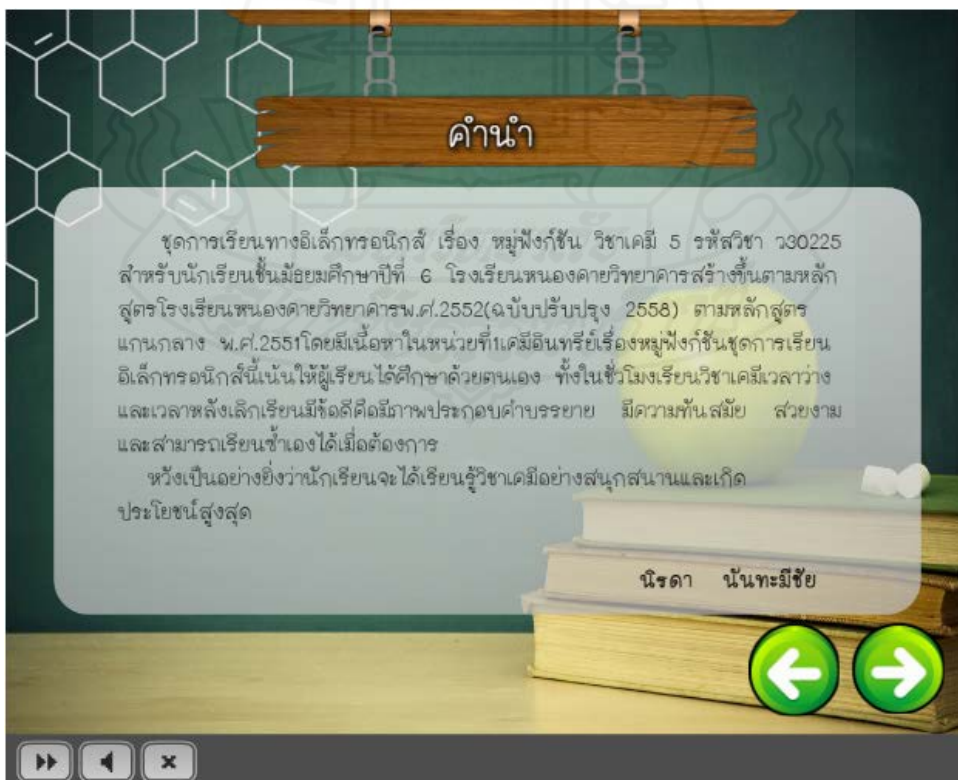 คำนำ
ชุดการเรียนทางอิเล็กทรอนิกส์ เรื่อง หมู่ฟังก์ชัน วิชาเคมี 5 รหัสวิชา ว30225
สำหรับนักเรียนชั้นมัธยมศึกษาปีที่ 6 โรงเรียนหนองคายวิทยาคารสร้างขึ้นตามหลัก
สูตรโรงเรียนหนองคายวิทยาคารพ.ศ.2552(ฉบับปรับปรุง 2558) ตามหลักสูตร
แกนกลาง พ.ศ.2551โดยมีเนื้อหาในหน่วยที่1เคมีอินทรีย์เรื่องหมู่ฟังก์ชันชุดการเรียน
อิเล็กทรอนิกส์นี้เน้นให้ผู้เรียนได้ศึกษาด้วยตนเอง ทั้งในชั่วโมงเรียนวิชาเคมีเวลาว่าง
และเวลาหลังเลิกเรียนมีข้อดีคือมีภาพประกอบคำบรรยาย มีความทันสมัย สวยงาม
และสามารถเรียนซ้ำเองได้เมื่อต้องการ
หวังเป็นอย่างยิ่งว่านักเรียนจะได้เรียนรู้วิชาเคมีอย่างสนุกสนานและเกิด
ประโยชน์สูงสุด
นิรดา นันทะมีชัย